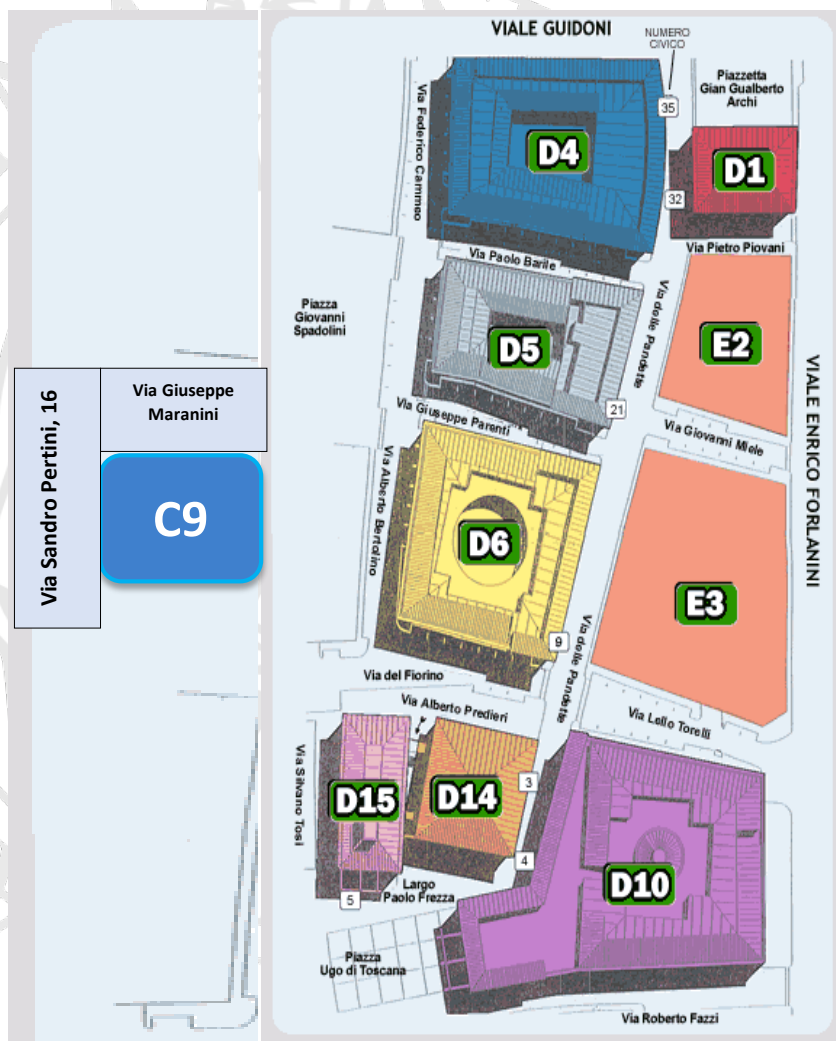 VIALE GUIDONI
NUMERO
CIVICO
Piazzetta
Gian Gualberto
Archi
35
Via Federico Cammeo
D4
D1
32
Via Pietro Piovani
Via Paolo Barile
Via delle Pandette
Piazza
Giovanni
Spadolini
D5
E2
VIALE ENRICO FORLANINI
21
Via Giuseppe Parenti
Via Giovanni Miele
Via Sandro Pertini, 16
Via Giuseppe
Maranini
C9
Via Alberto Bertolino
D6
E3
9
Via delle Pandette
Via del Fiorino
Via Alberto Predieri
Via Lello Torelli
Via Silvano Tosi
D15
D14
3
4
D10
Largo
Paolo Frezza
5
Piazza
Ugo di Toscana
Via Roberto Fazzi